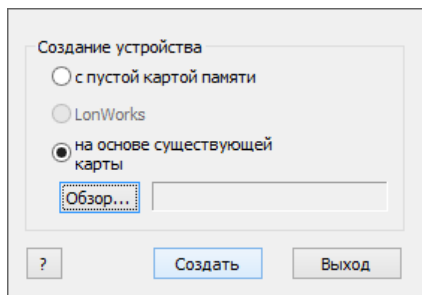 Создание устройства
с пустой картой памяти
LonWorks
на основе существующей
карты
Обзор...
? Создать Выход